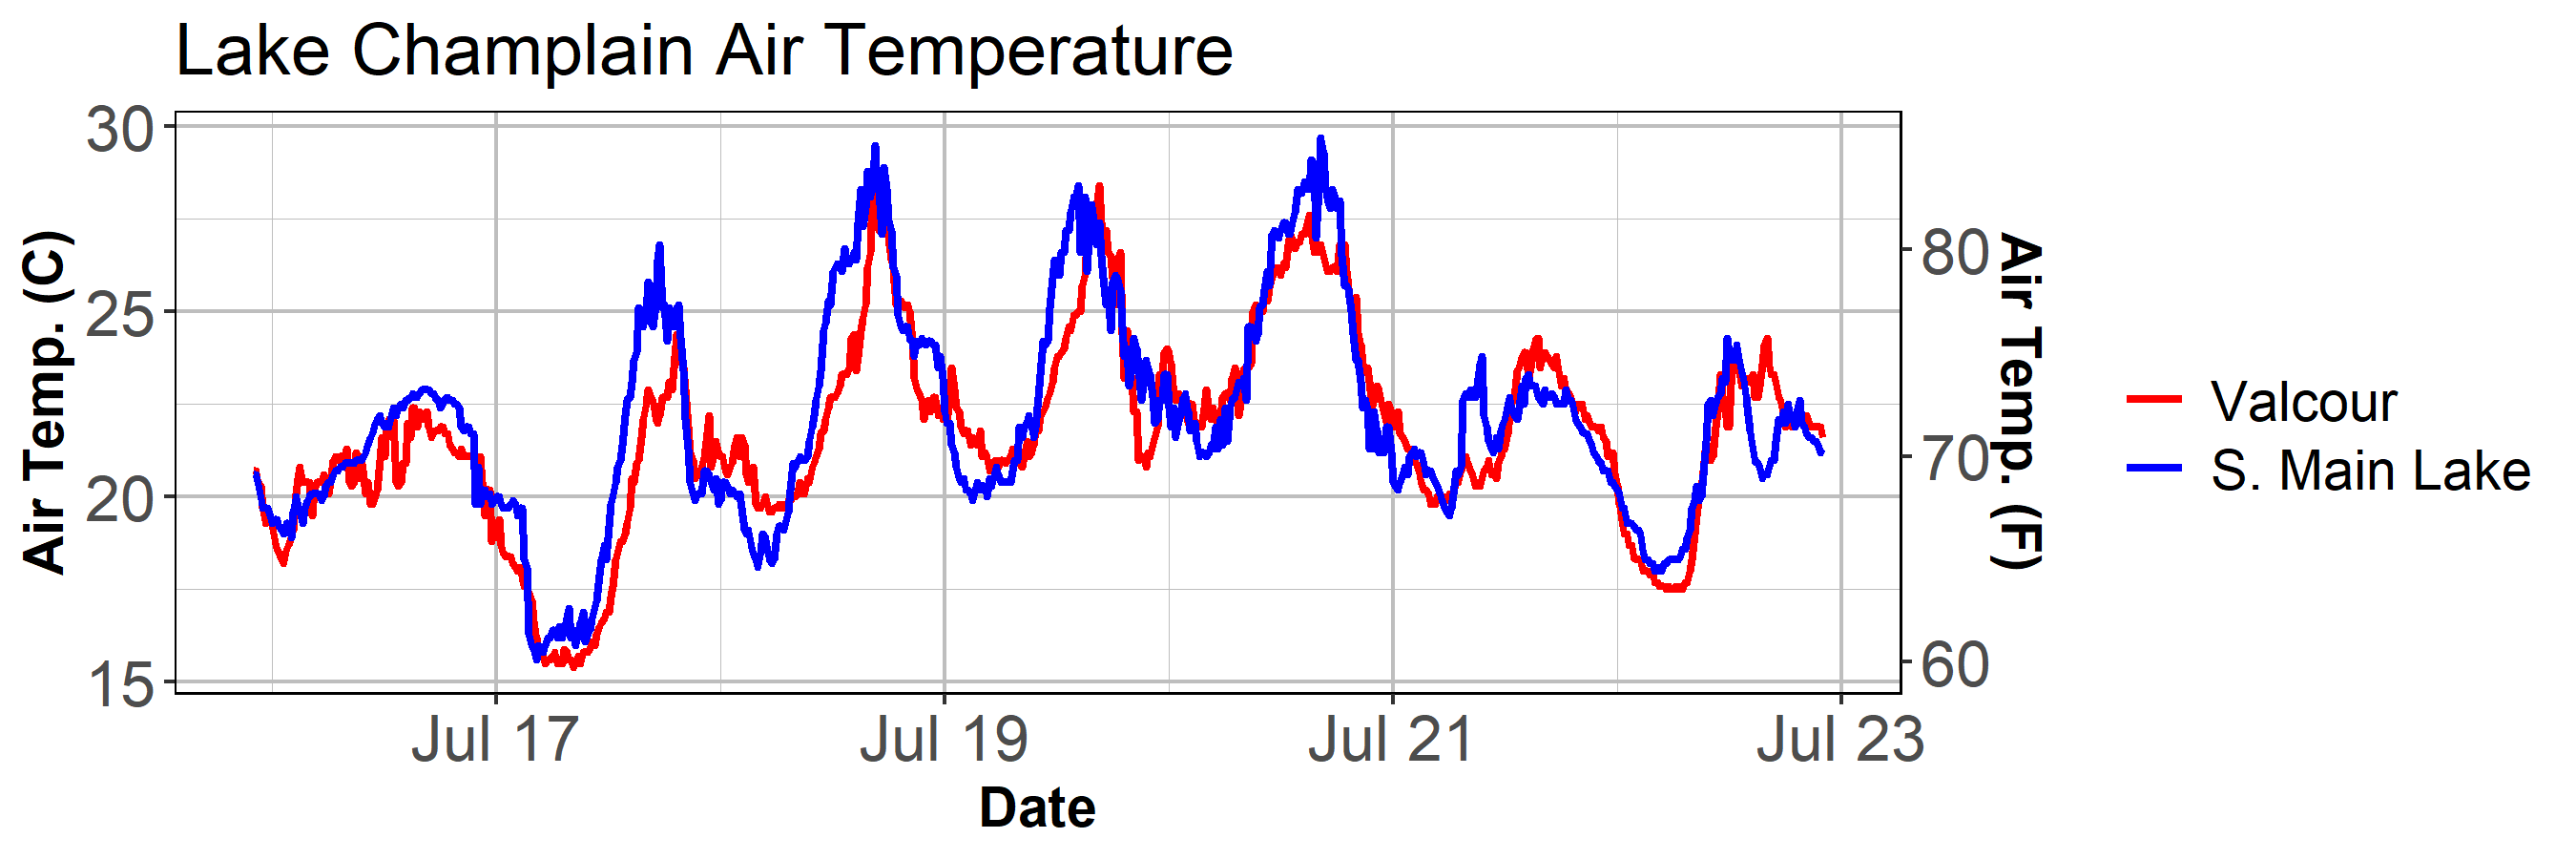 Lake Champlain Air Temperature
Air Temp. (C)
30
25
20
15
80
70
60
Air Temp. (F)
Jul 17
Jul 19
Jul 21
Jul 23
Date
Valcour
S. Main Lake